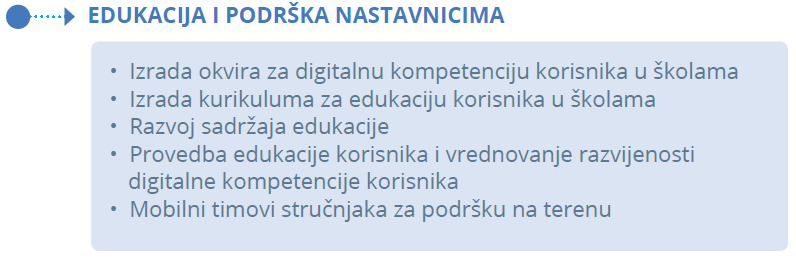 EDUKACIJA I PODRŠKA NASTAVNICIMA
• Izrada okvira za digitalnu kompetenciju korisnika u školama
• Izrada kurikuluma za edukaciju korisnika u školama
• Razvoj sadržaja edukacije
• Provedba edukacije korisnika i vrednovanje razvijenosti
digitalne kompetencije korisnika
• Mobilni timovi stručnjaka za podršku na terenu